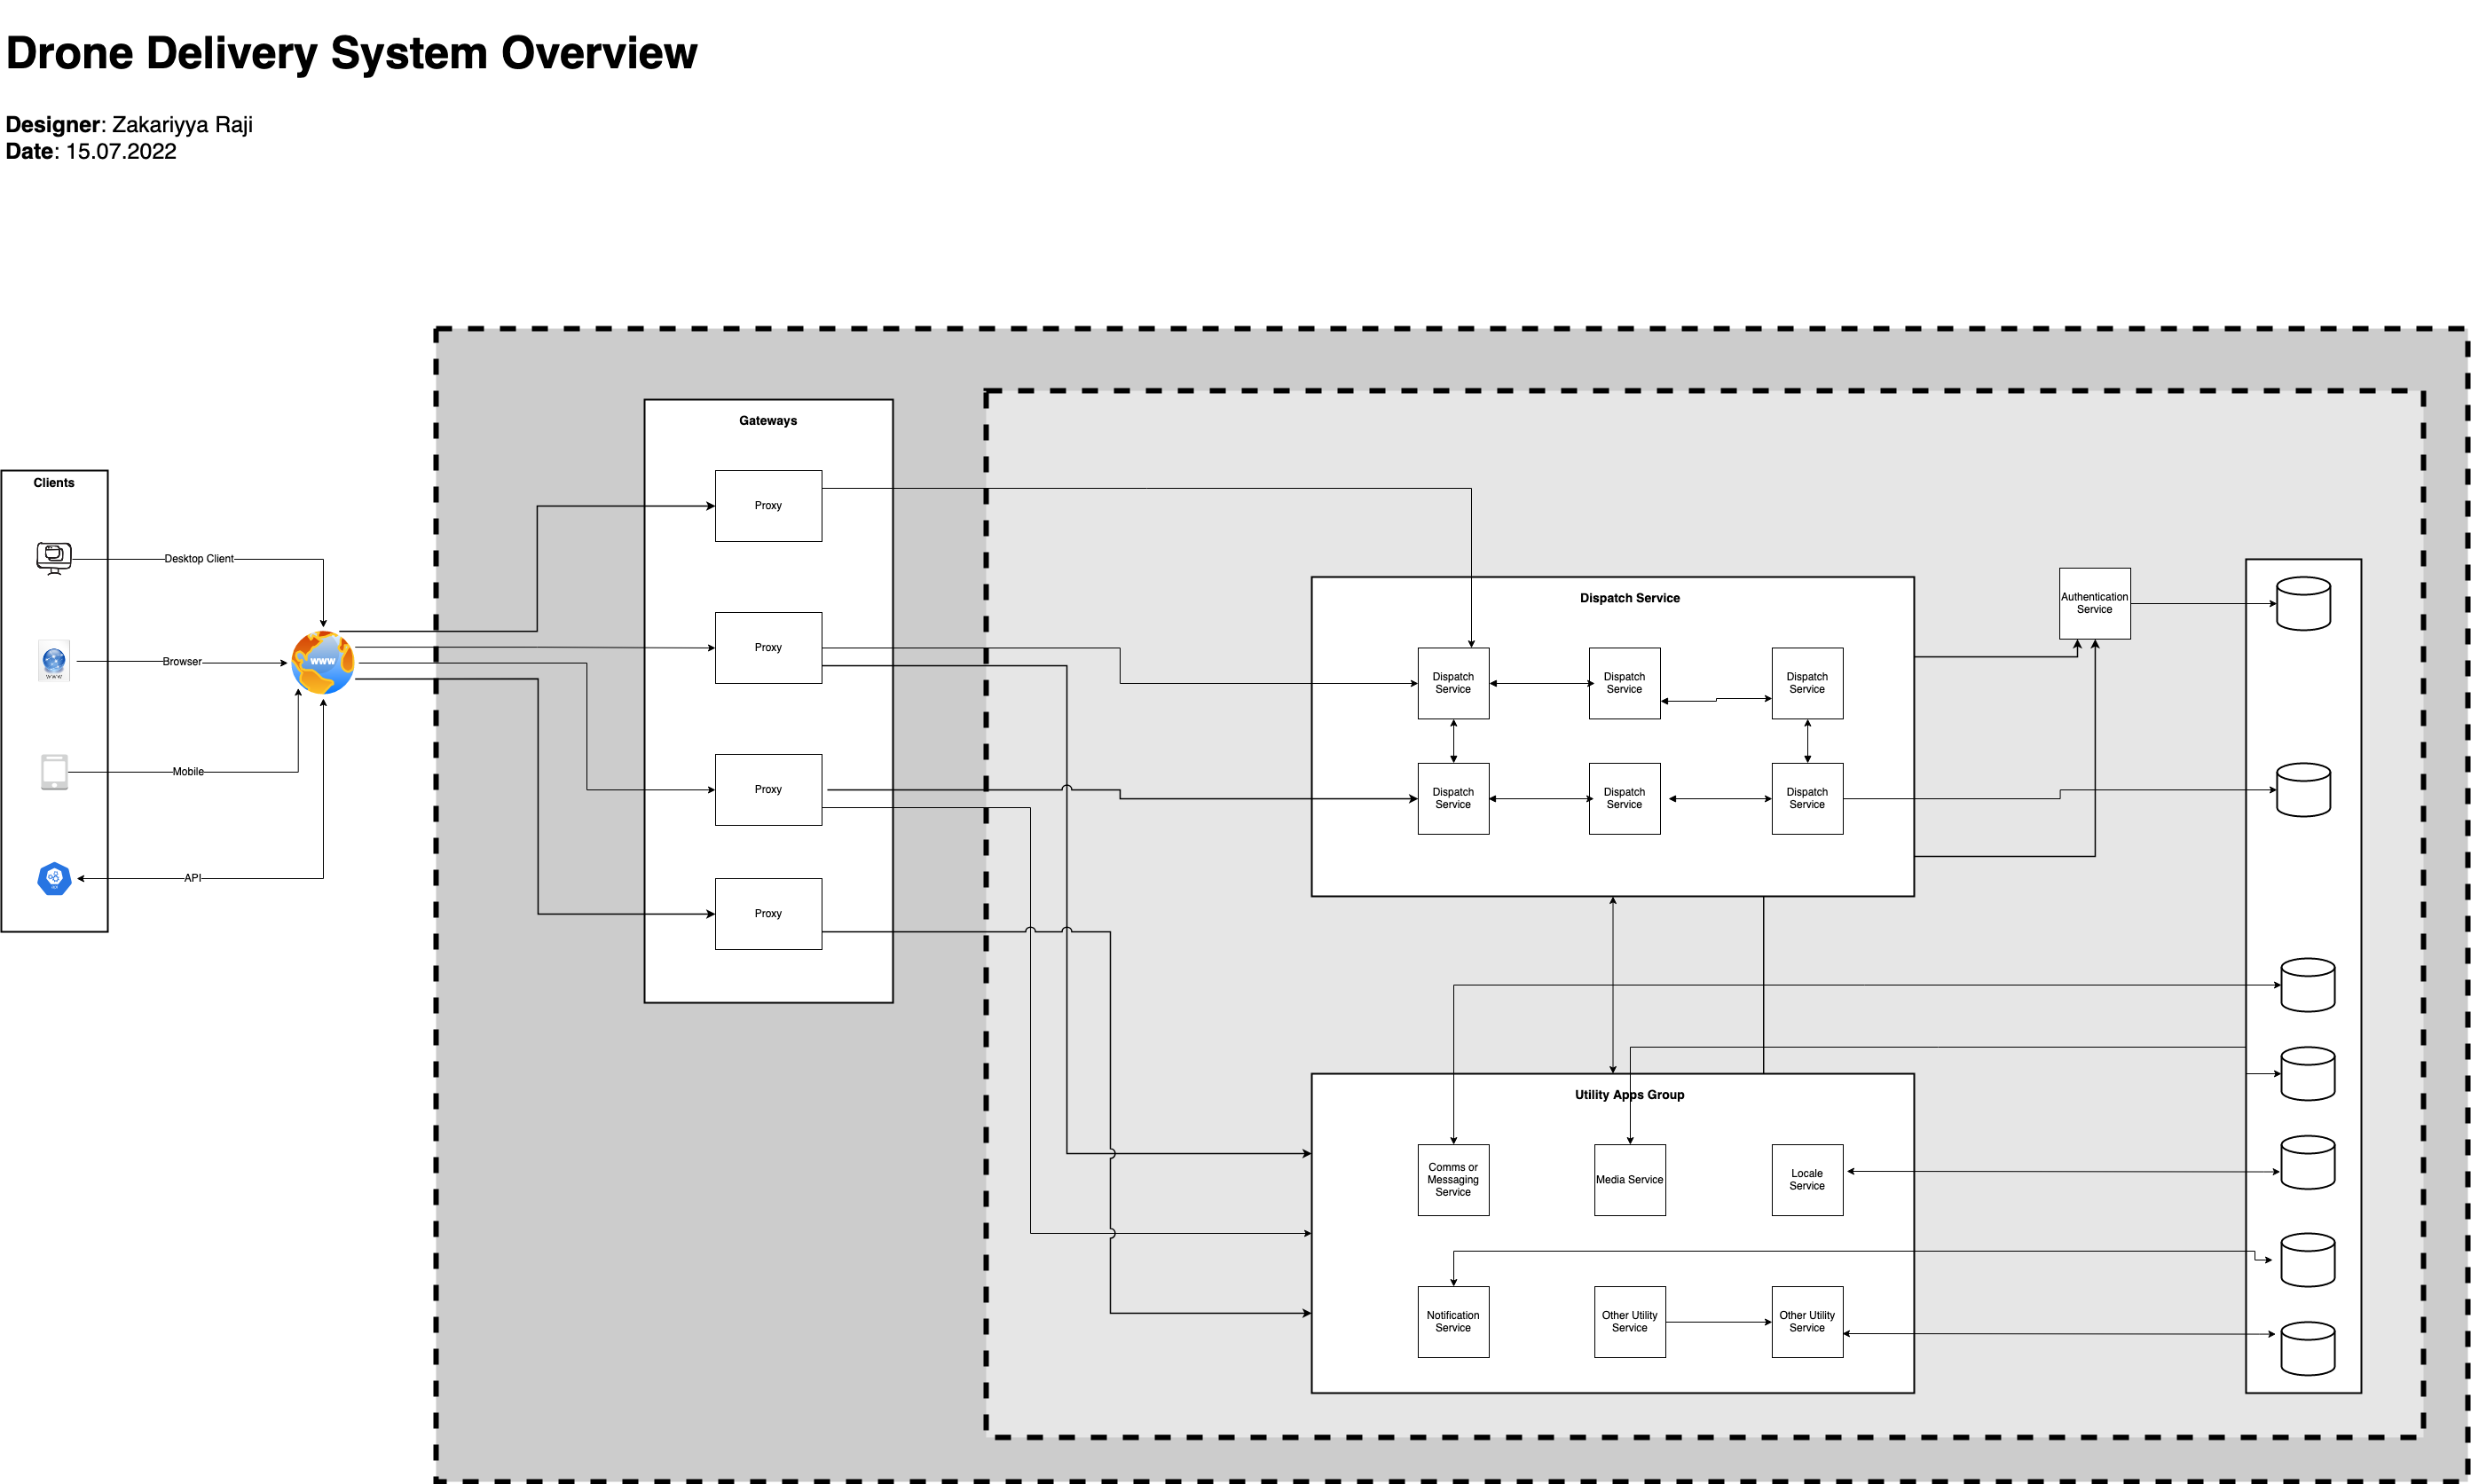 Drone Delivery System Overview
Designer: Zakariyya Raji
Date: 15.07.2022
Clients
Desktop Client
Browser
Mobile
API
www
WWW
Gateways
Proxy
Proxy
Proxy
Proxy
Dispatch Service
Dispatch
Service
Dispatch
Service
Dispatch
Service
Dispatch
Service
Dispatch
Service
Dispatch
Service
Authentication
Service
Utility Apps Group
Comms or
Messaging
Service
Media Service
Locale
Service
Notification
Service
Other Utility
Service
Other Utility
Service